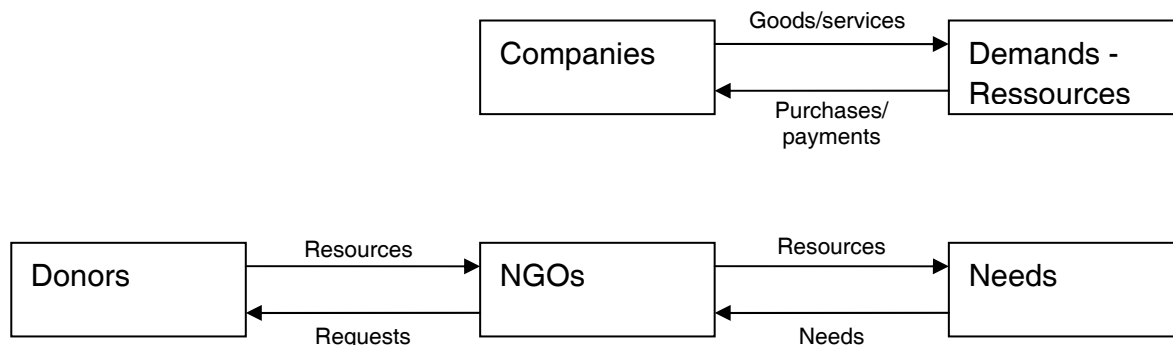 Goods/services
Companies
Demands -
Ressources
Purchases/
payments
Resources
Resources
Donors
NGOs
Needs
Requests
Needs